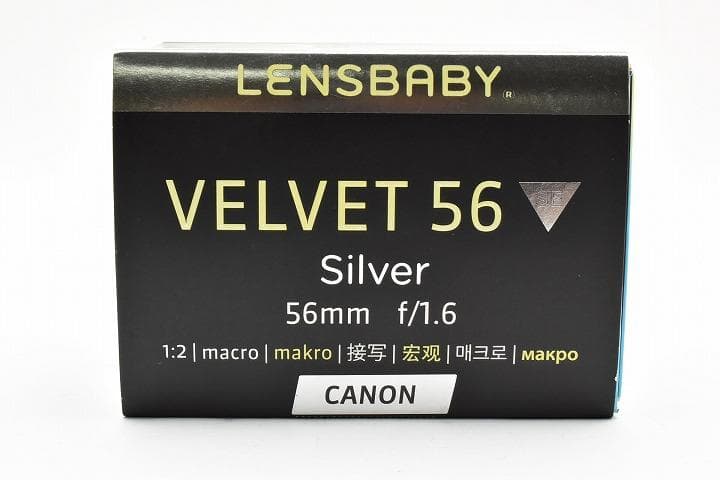 LENSBABY®
VELVET 56
Silver
56mm f/1.6
1:2 | macro | makro | 接写 | 宏观 | 매크로 | макро
CANON